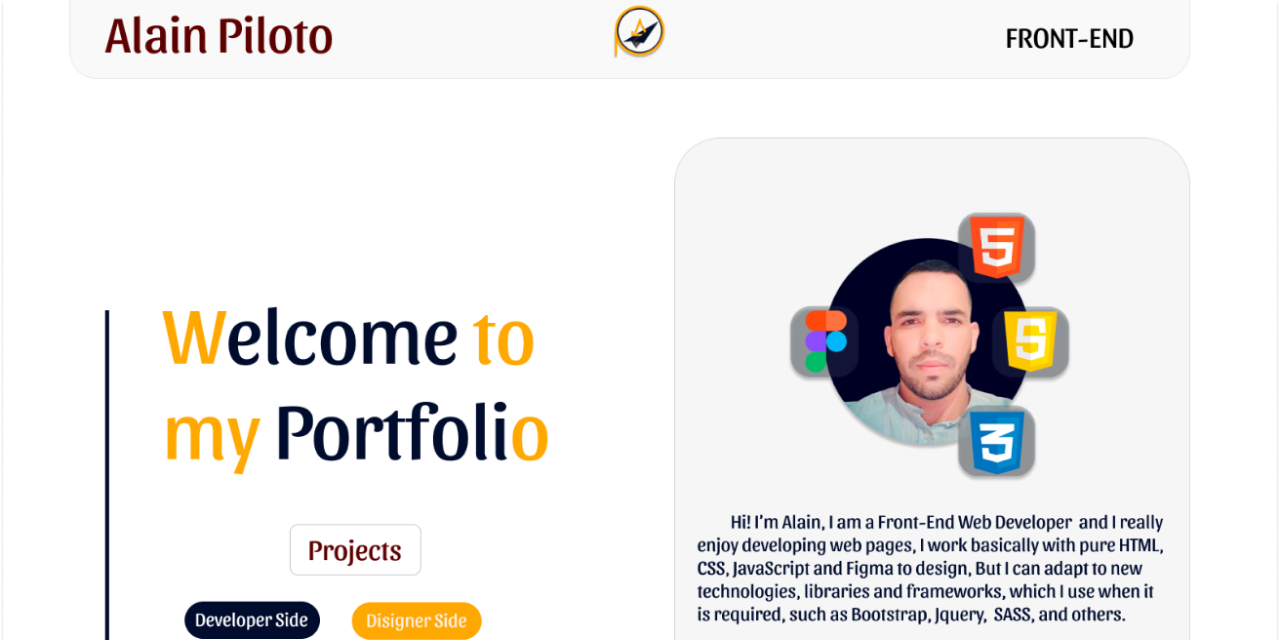 Alain Piloto
FRONT-END
Welcome to
my Portfolio
Projects
Developer Side
Disigner Side
Hi! I'm Alain, I am a Front-End Web Developer and I really
enjoy developing web pages, I work basically with pure HTML,
CSS, JavaScript and Figma to design, But I can adapt to new
technologies, libraries and frameworks, which I use when it
is required, such as Bootstrap, Jquery, SASS, and others.